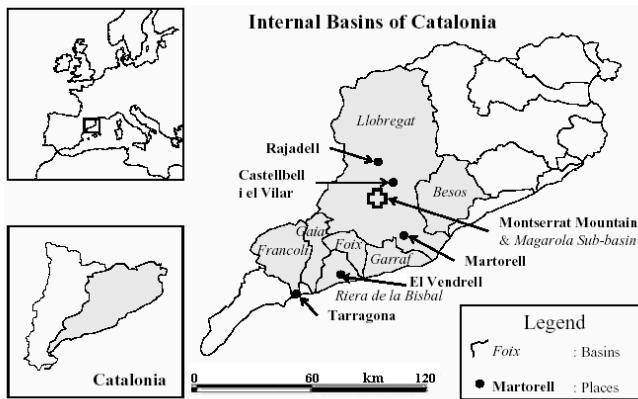 Internal Basins of Catalonia
Llobregat
Rajadell
Castellbell
i el Vilar
Besos
Montserrat Mountain
& Magarola Sub-basin
Gaia
Francoli
Foix
Garraf
Martorell
El Vendrell
Riera de la Bisbal
Tarragona
Catalonia
0 60 120
km
Legend
Foix : Basins
Martorell : Places